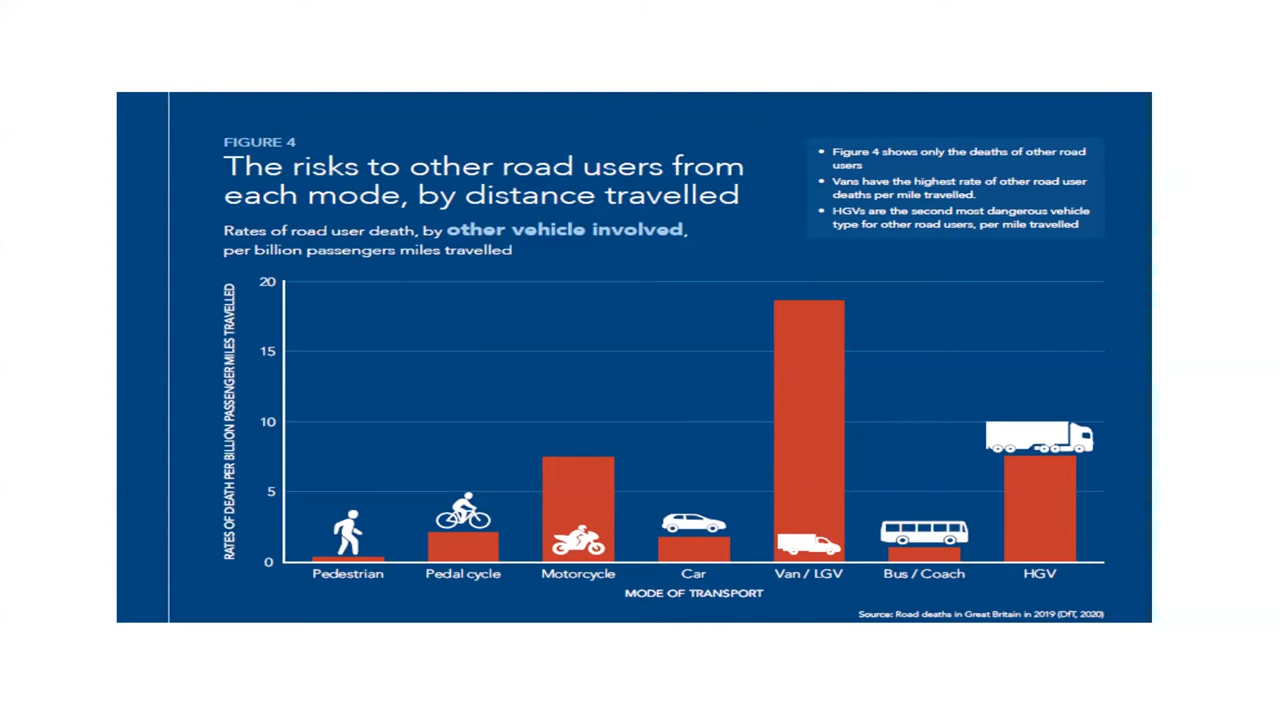 FIGURE 4
The risks to other road users from
each mode, by distance travelled
Rates of road user death, by other vehicle involved,
per billion passengers miles travelled
• Figure 4 shows only the deaths of other road
users
• Vans have the highest rate of other road user
deaths per mile travelled.
• HGVs are the second most dangerous vehicle
type for other road users, per mile travelled
RATES OF DEATH PER BILLION PASSENGER MILES TRAVELLED
20
15
10
5
0
Pedestrian Pedal cycle Motorcycle Car Van / LGV Bus / Coach HGV
MODE OF TRANSPORT
Source: Road deaths in Great Britain in 2019 (DfT, 2020)